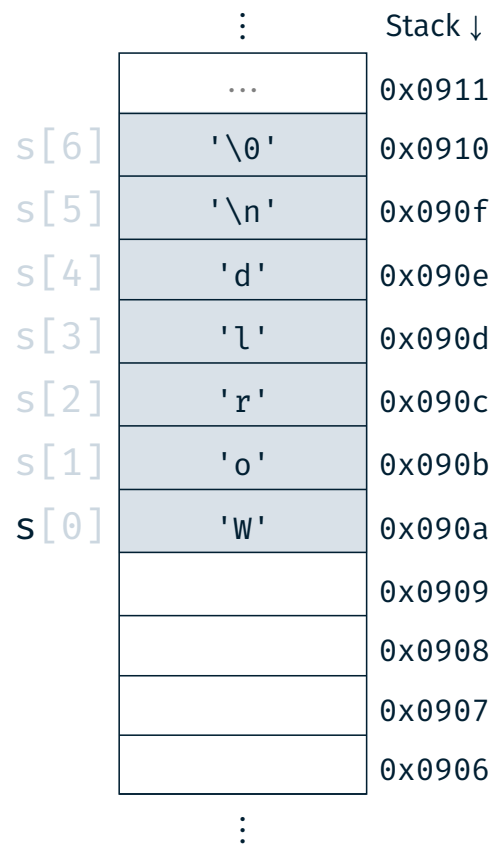 ⋮ Stack ↓
... 0x0911
s[6] '\0' 0x0910
s[5] '\n' 0x090f
s[4] 'd' 0x090e
s[3] 'l' 0x090d
s[2] 'r' 0x090c
s[1] 'o' 0x090b
s[0] 'W' 0x090a
0x0909
0x0908
0x0907
0x0906
⋮